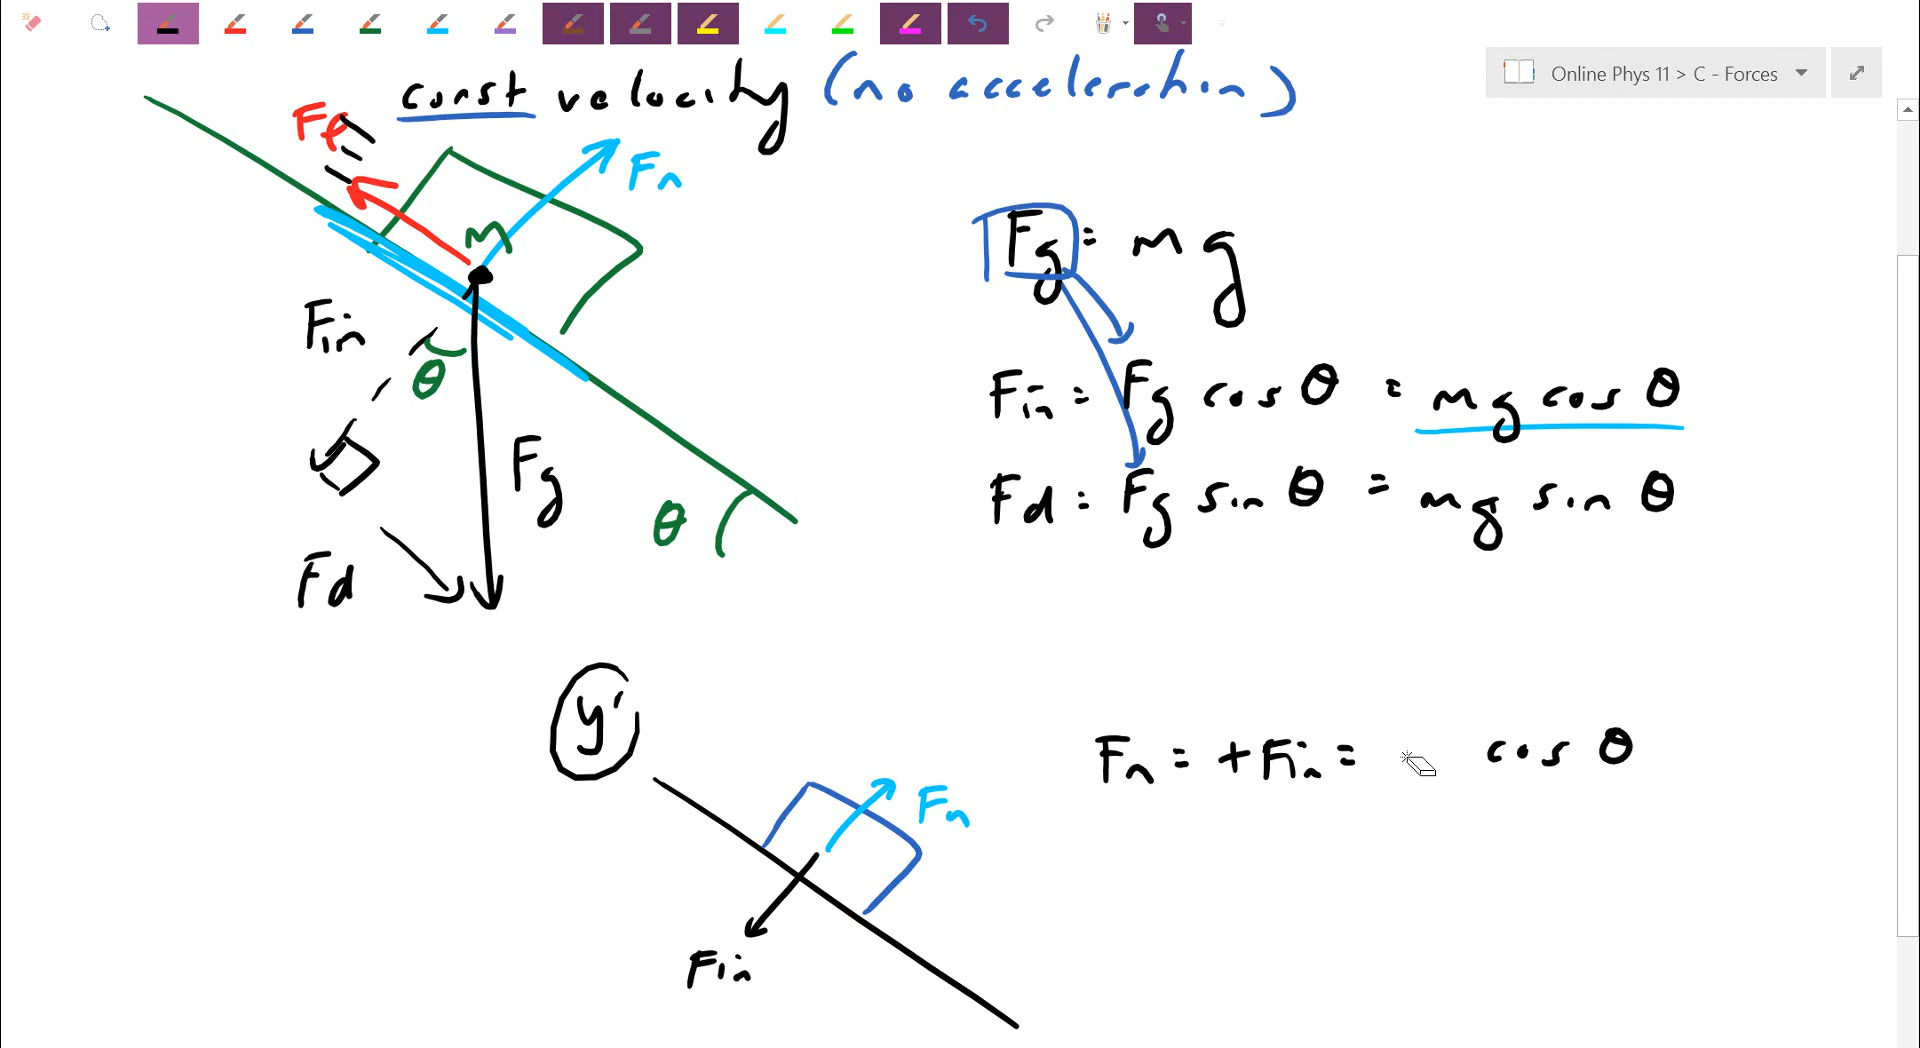 Online Phys 11 > C - Forces
const velocity (no acceleration)
Ff
Fn
m
Fin
θ
Fg
θ
Fd
Fg = mg
Fin = Fg cos θ = mg cos θ
Fd = Fg sin θ = mg sin θ
y'
Fn = +Fin = cos θ
Fn
Fin